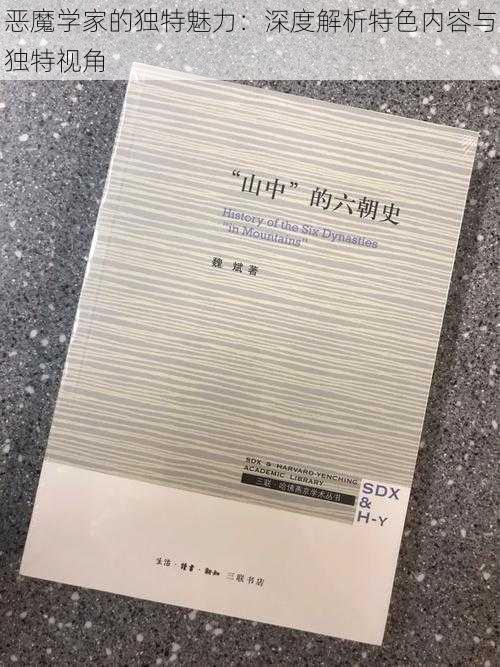 恶魔学家的独特魅力：深度解析特色内容与
独特视角
“山中”的六朝史
History of the Six Dynasties
"in Mountains"
魏 斌 著
SDX & HARVARD-YENCHING
ACADEMIC LIBRARY
三联·哈佛燕京学术丛书
SDX
&
H-Y
生活·读书·新知 三联书店